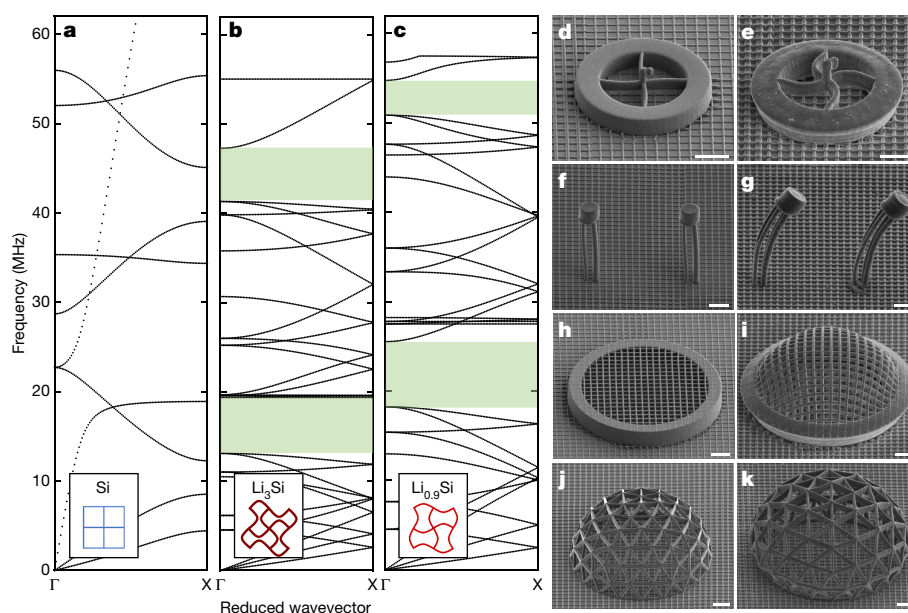 a
b
c
d
e
f
g
h
i
j
k
Frequency (MHz)
60
50
40
30
20
10
0
Si
Li₃Si
Li₀.₉Si
Γ
X
Γ
X
Γ
X
Reduced wavevector